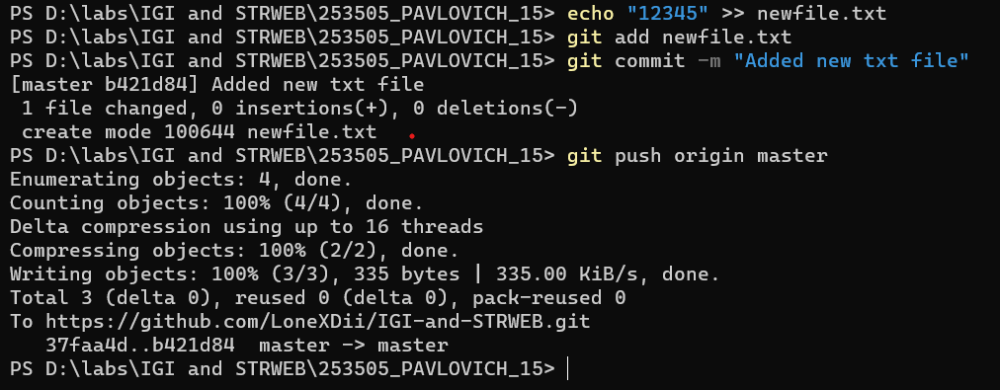 PS D:\labs\IGI and STRWEB\253505_PAVLOVICH_15> echo "12345" >> newfile.txt
PS D:\labs\IGI and STRWEB\253505_PAVLOVICH_15> git add newfile.txt
PS D:\labs\IGI and STRWEB\253505_PAVLOVICH_15> git commit -m "Added new txt file"
[master b421d84] Added new txt file
 1 file changed, 0 insertions(+), 0 deletions(-)
 create mode 100644 newfile.txt
PS D:\labs\IGI and STRWEB\253505_PAVLOVICH_15> git push origin master
Enumerating objects: 4, done.
Counting objects: 100% (4/4), done.
Delta compression using up to 16 threads
Compressing objects: 100% (2/2), done.
Writing objects: 100% (3/3), 335 bytes | 335.00 KiB/s, done.
Total 3 (delta 0), reused 0 (delta 0), pack-reused 0
To https://github.com/LoneXDii/IGI-and-STRWEB.git
   37faa4d..b421d84  master -> master
PS D:\labs\IGI and STRWEB\253505_PAVLOVICH_15>